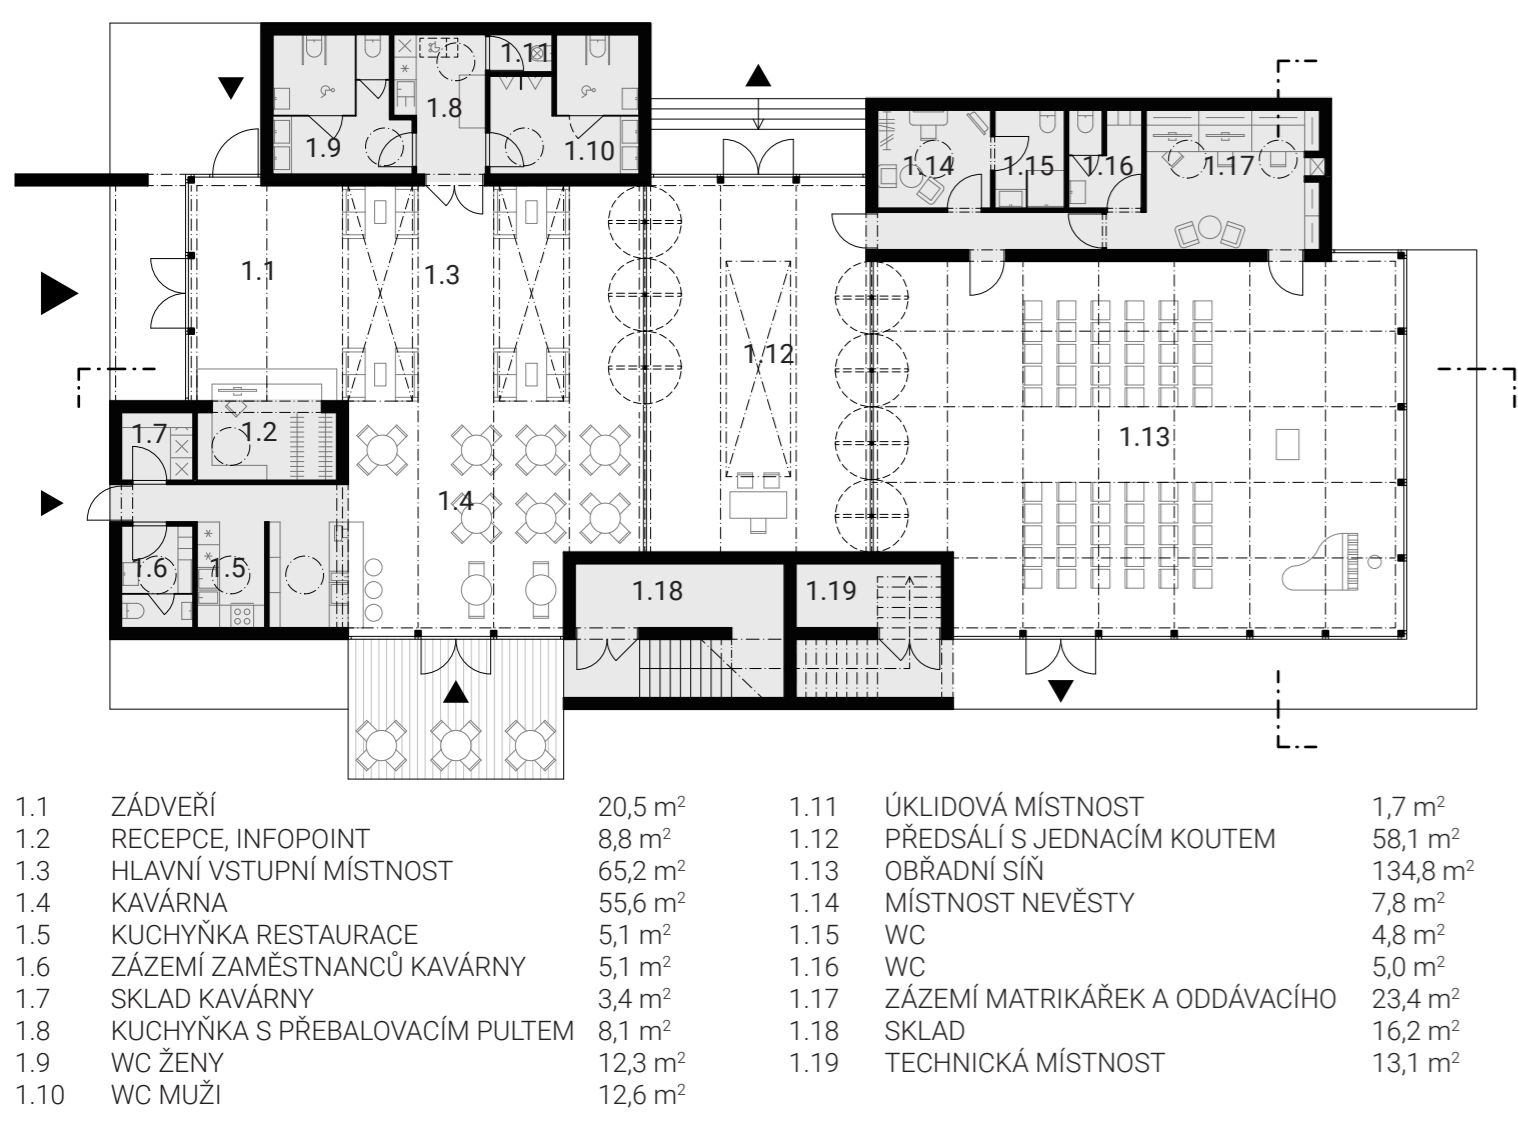 1.11
1.8
1.9
1.10
1.14
1.15
1.16
1.17
1.1
1.3
1.12
1.7
1.2
1.13
1.4
1.6
1.5
1.18
1.19
1.1 ZÁDVEŘÍ 20,5 m²
1.2 RECEPCE, INFOPOINT 8,8 m²
1.3 HLAVNÍ VSTUPNÍ MÍSTNOST 65,2 m²
1.4 KAVÁRNA 55,6 m²
1.5 KUCHYŇKA RESTAURACE 5,1 m²
1.6 ZÁZEMÍ ZAMĚSTNANCŮ KAVÁRNY 5,1 m²
1.7 SKLAD KAVÁRNY 3,4 m²
1.8 KUCHYŇKA S PŘEBALOVACÍM PULTEM 8,1 m²
1.9 WC ŽENY 12,3 m²
1.10 WC MUŽI 12,6 m²
1.11 ÚKLIDOVÁ MÍSTNOST 1,7 m²
1.12 PŘEDSÁLÍ S JEDNACÍM KOUTEM 58,1 m²
1.13 OBŘADNÍ SÍŇ 134,8 m²
1.14 MÍSTNOST NEVĚSTY 7,8 m²
1.15 WC 4,8 m²
1.16 WC 5,0 m²
1.17 ZÁZEMÍ MATRIKÁŘEK A ODDÁVACÍHO 23,4 m²
1.18 SKLAD 16,2 m²
1.19 TECHNICKÁ MÍSTNOST 13,1 m²